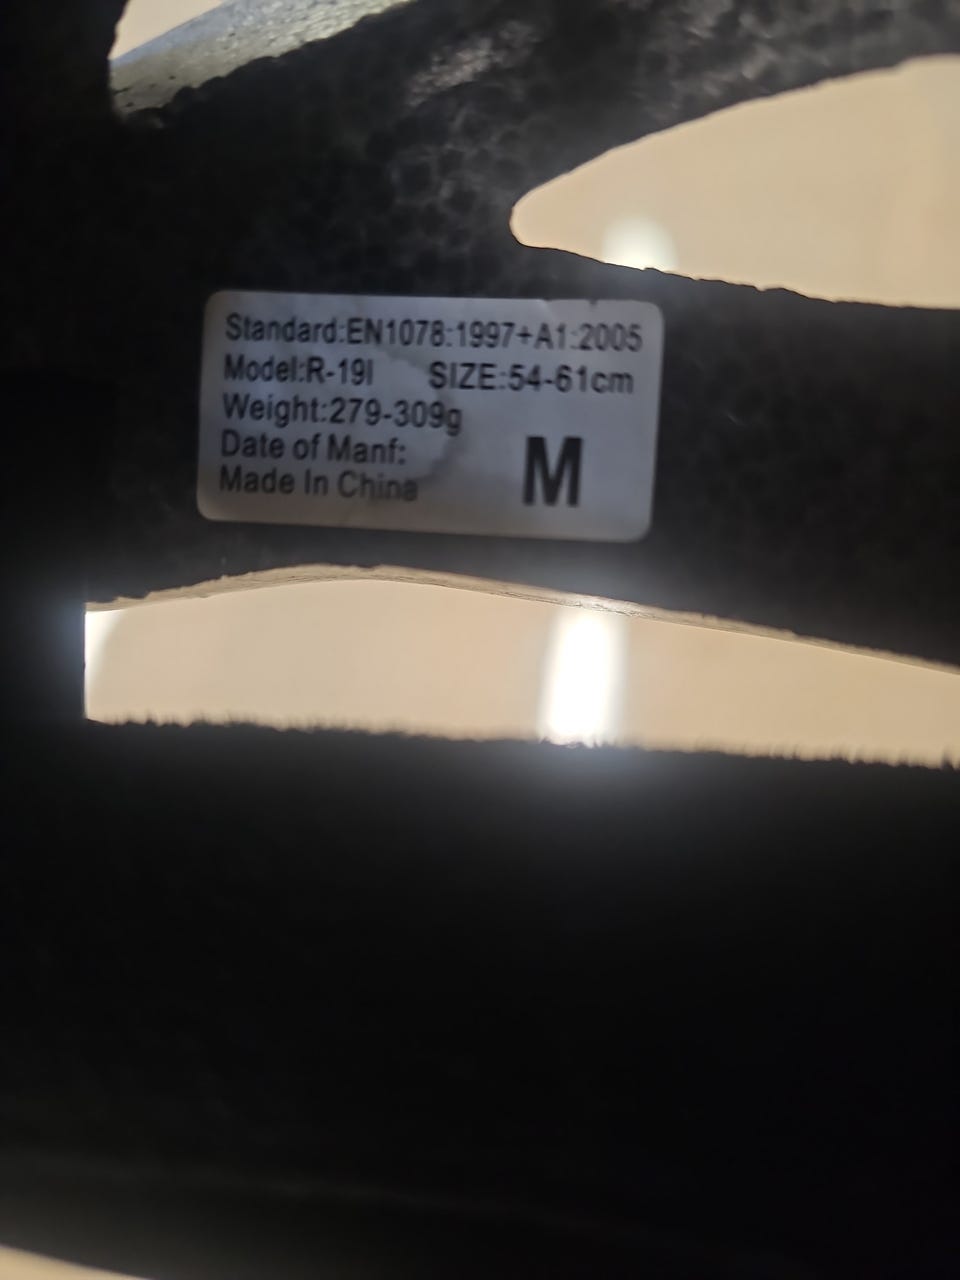 Standard:EN1078:1997+A1:2005
Model:R-19I SIZE:54-61cm
Weight:279-309g
Date of Manf:
Made In China
M